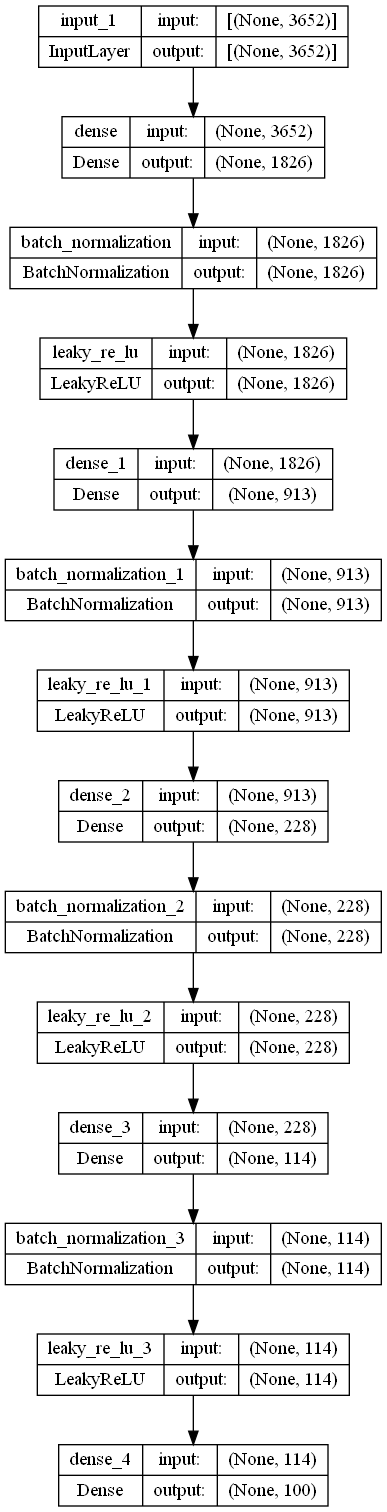 input_1 input: [(None, 3652)]
InputLayer output: [(None, 3652)]
dense input: (None, 3652)
Dense output: (None, 1826)
batch_normalization input: (None, 1826)
BatchNormalization output: (None, 1826)
leaky_re_lu input: (None, 1826)
LeakyReLU output: (None, 1826)
dense_1 input: (None, 1826)
Dense output: (None, 913)
batch_normalization_1 input: (None, 913)
BatchNormalization output: (None, 913)
leaky_re_lu_1 input: (None, 913)
LeakyReLU output: (None, 913)
dense_2 input: (None, 913)
Dense output: (None, 228)
batch_normalization_2 input: (None, 228)
BatchNormalization output: (None, 228)
leaky_re_lu_2 input: (None, 228)
LeakyReLU output: (None, 228)
dense_3 input: (None, 228)
Dense output: (None, 114)
batch_normalization_3 input: (None, 114)
BatchNormalization output: (None, 114)
leaky_re_lu_3 input: (None, 114)
LeakyReLU output: (None, 114)
dense_4 input: (None, 114)
Dense output: (None, 100)